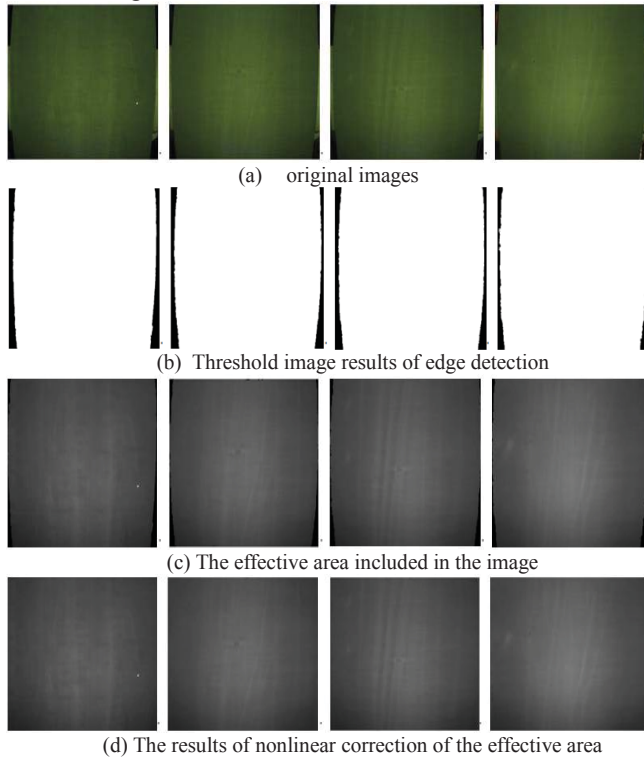 (a) original images
(b) Threshold image results of edge detection
(c) The effective area included in the image
(d) The results of nonlinear correction of the effective area